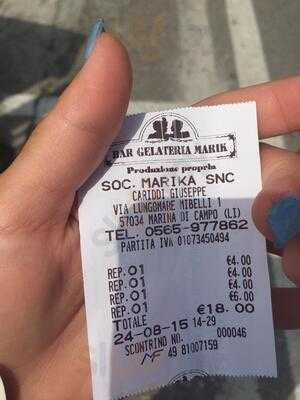 BAR GELATERIA MARIK
Produzione propria
SOC. MARIKA SNC
CARIDDI GIUSEPPE
VIA LUNGOMARE MIBELLI 1
57034 MARINA DI CAMPO (LI)
TEL. 0565-977862
PARTITA IVA 01073450494
REP.01 €4.00
REP.01 €4.00
REP.01 €4.00
REP.01 €6.00
TOTALE €18.00
24-08-15 14-29
SCONTRINO NO. 000046
MF 49 81007159